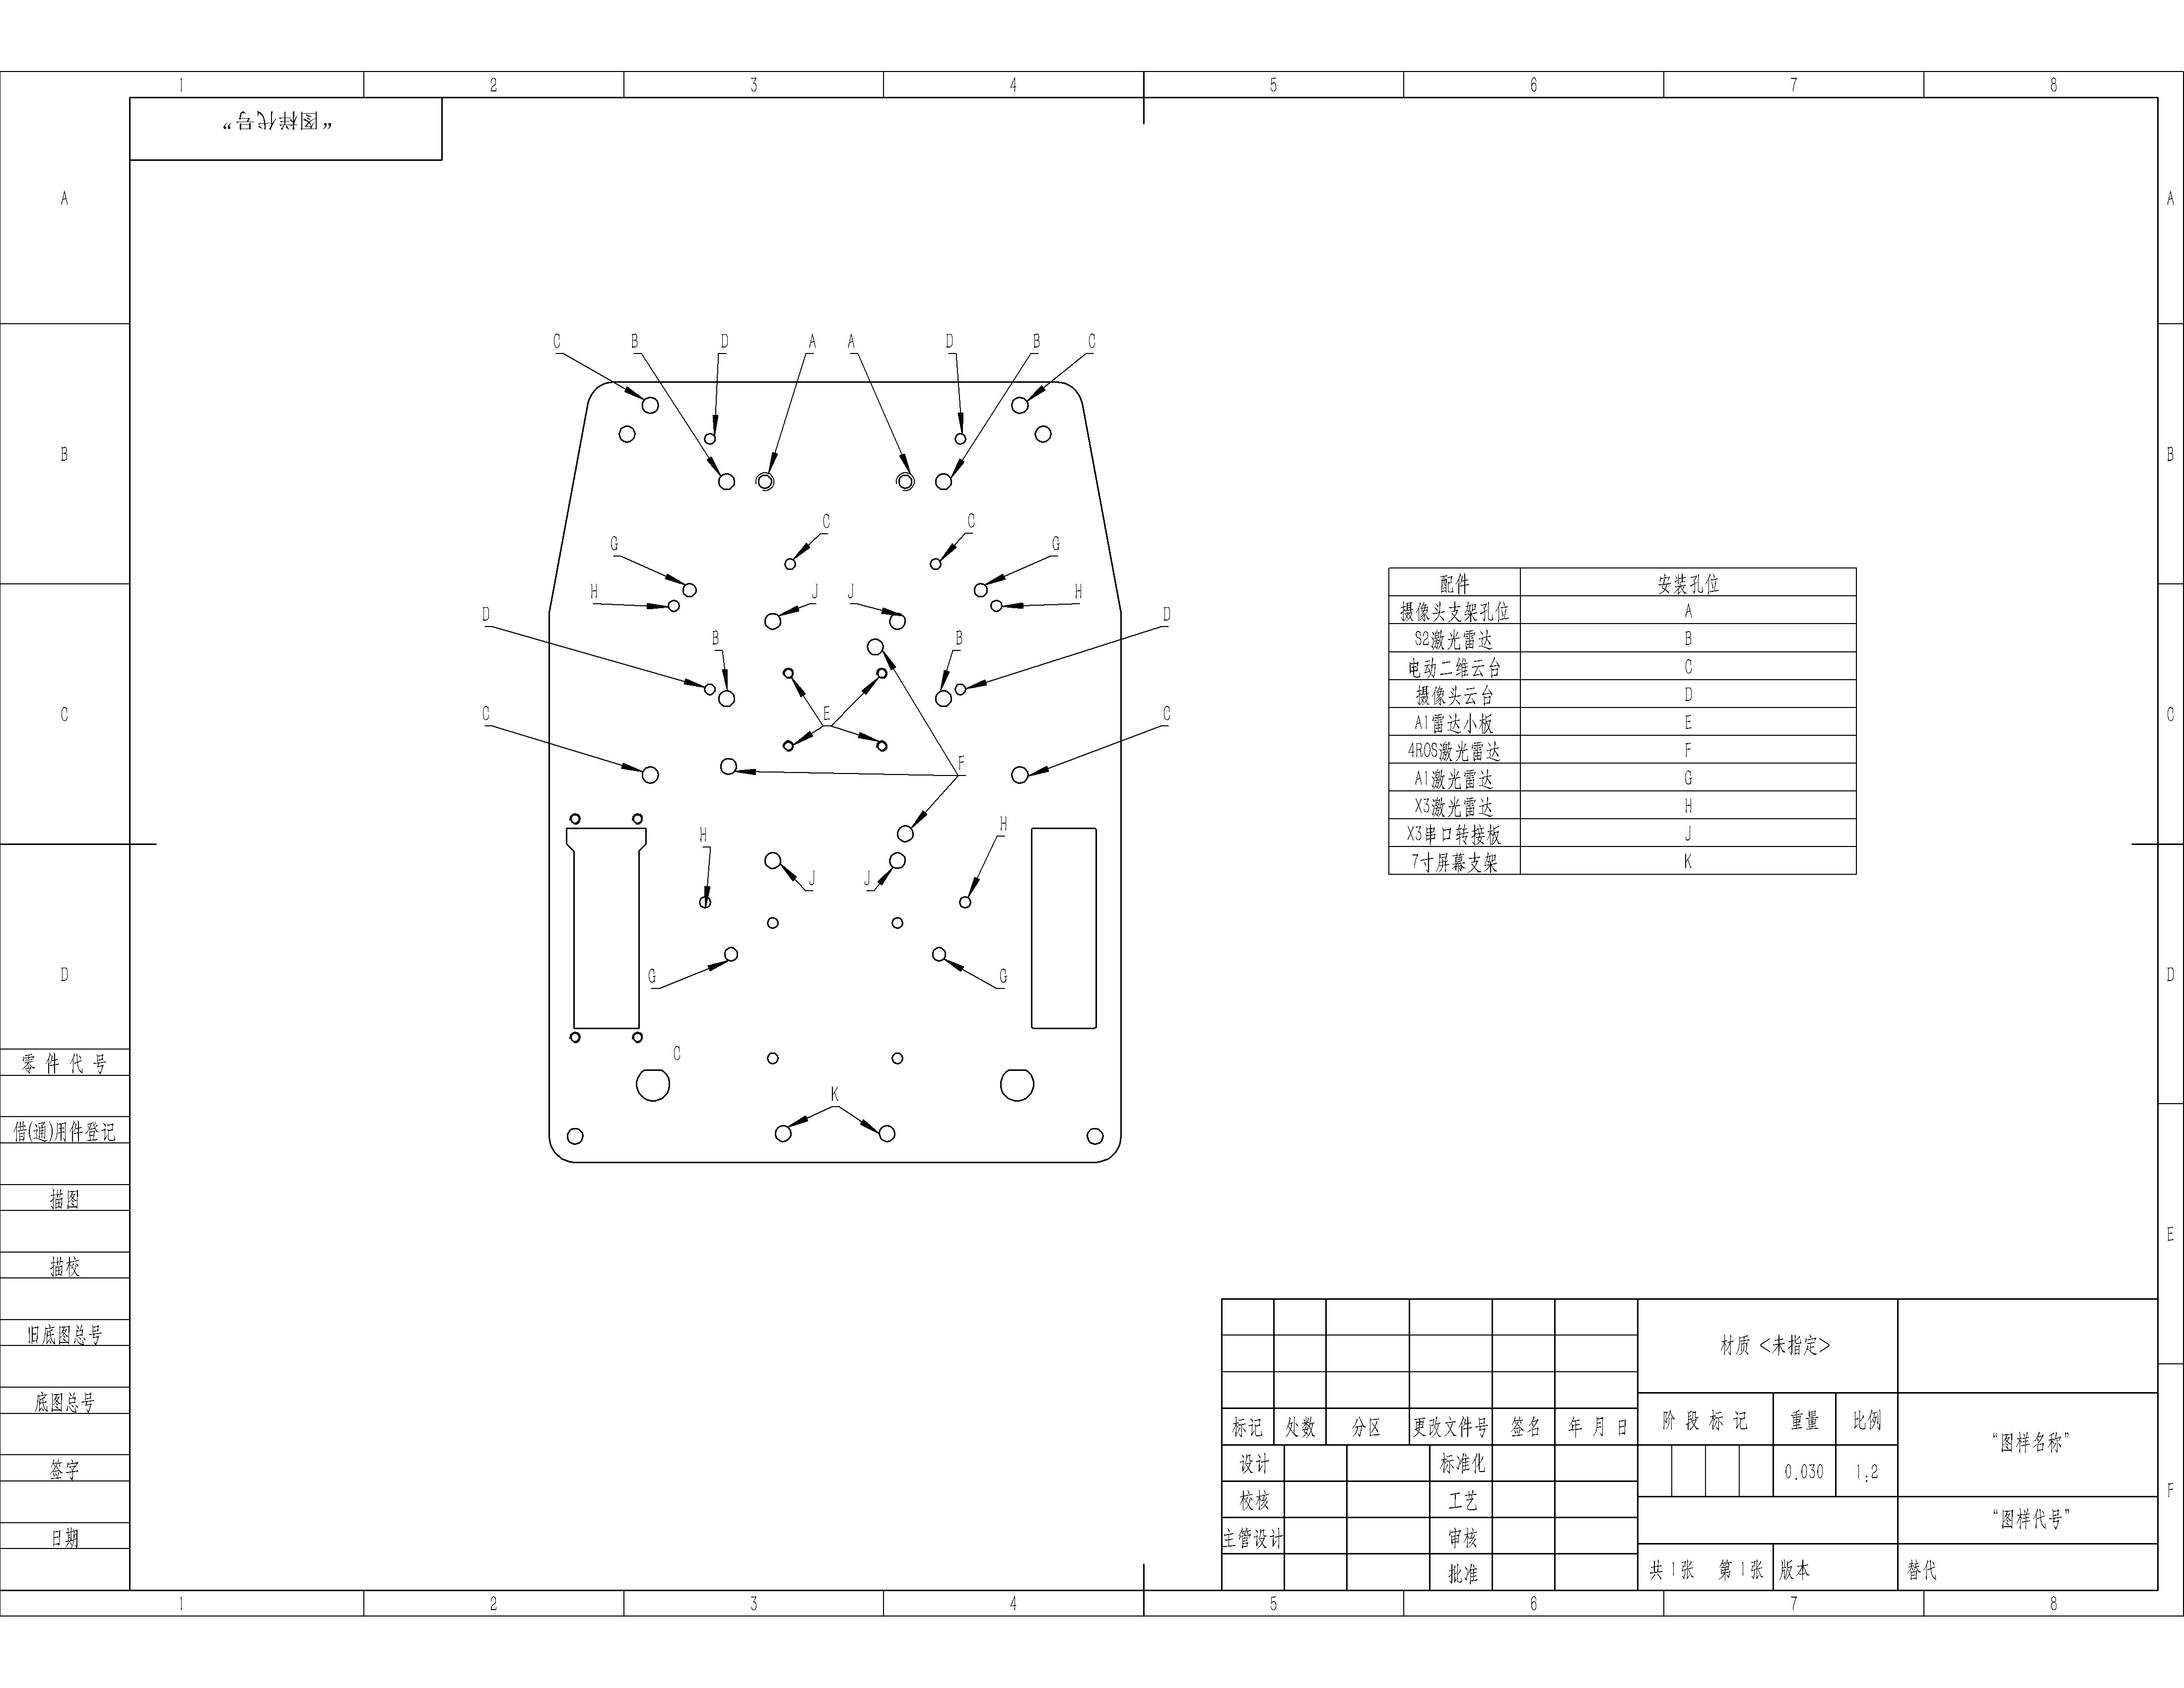 1 2 3 4 5 6 7 8
“图样代号”
A A
C B D A A D B C
B B
C C
G G
H J J H
D D
B B
C E C
F
H H
J J
G G
C
K
配件 安装孔位
摄像头支架孔位 A
S2激光雷达 B
电动二维云台 C
摄像头云台 D
A1雷达小板 E
4ROS激光雷达 F
A1激光雷达 G
X3激光雷达 H
X3串口转接板 J
7寸屏幕支架 K
C C
D D
E
F
零件代号
借(通)用件登记
描图
描校
旧底图总号
底图总号
签字
日期
材质 <未指定>
标记 处数 分区 更改文件号 签名 年 月 日 阶段标记 重量 比例
“图样名称”
设计 标准化
0.030 1:2
校核 工艺
“图样代号”
主管设计 审核
批准
共1张 第1张 版本 替代
1 2 3 4 5 6 7 8